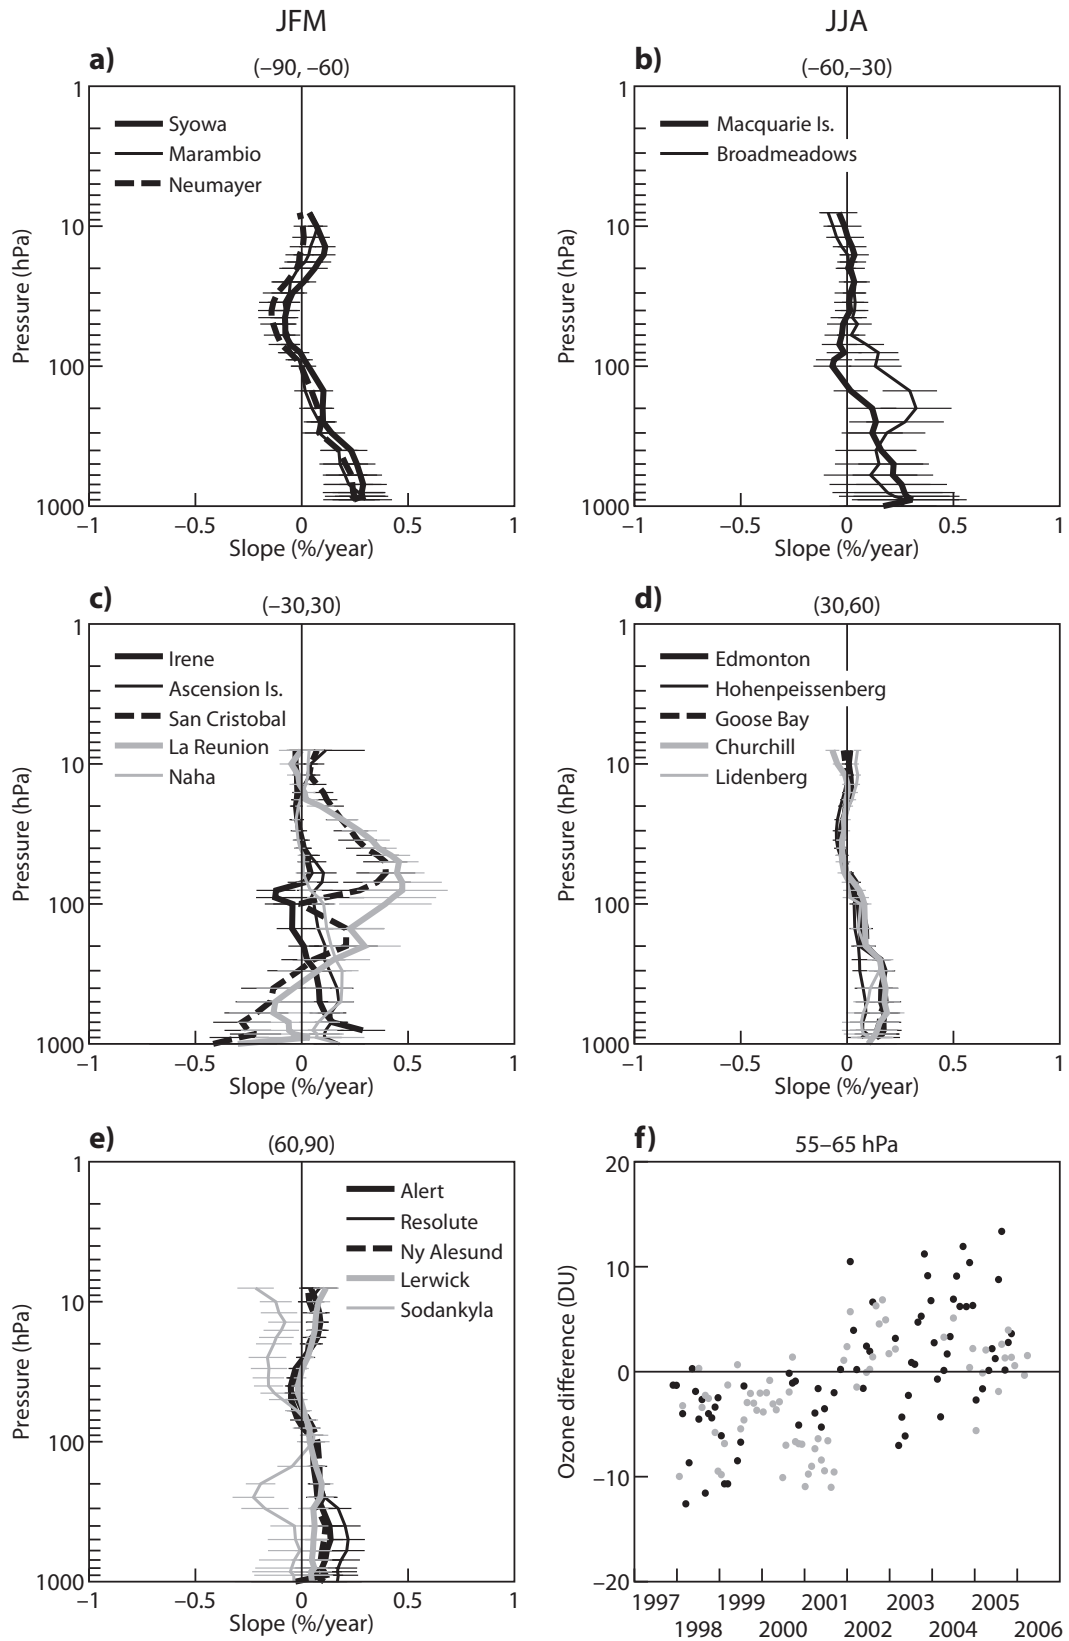 JFM
JJA
a)
(–90, –60)
1
10
100
1000
Pressure (hPa)
Syowa
Marambio
Neumayer
–1
–0.5
0
0.5
1
Slope (%/year)
b)
(–60,–30)
1
10
100
1000
Pressure (hPa)
Macquarie Is.
Broadmeadows
–1
–0.5
0
0.5
1
Slope (%/year)
c)
(–30,30)
1
10
100
1000
Pressure (hPa)
Irene
Ascension Is.
San Cristobal
La Reunion
Naha
–1
–0.5
0
0.5
1
Slope (%/year)
d)
(30,60)
1
10
100
1000
Pressure (hPa)
Edmonton
Hohenpeissenberg
Goose Bay
Churchill
Lidenberg
–1
–0.5
0
0.5
1
Slope (%/year)
e)
(60,90)
1
10
100
1000
Pressure (hPa)
Alert
Resolute
Ny Alesund
Lerwick
Sodankyla
–1
–0.5
0
0.5
1
Slope (%/year)
f)
55–65 hPa
20
10
0
–10
–20
Ozone difference (DU)
1997
1999
2001
2003
2005
1998
2000
2002
2004
2006